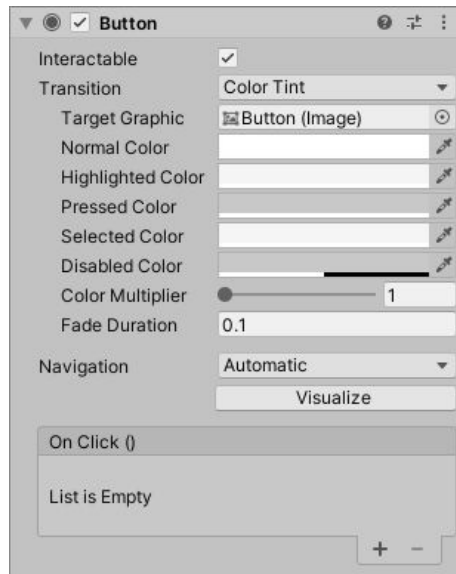 Button
Interactable
Transition Color Tint
Target Graphic Button (Image)
Normal Color
Highlighted Color
Pressed Color
Selected Color
Disabled Color
Color Multiplier 1
Fade Duration 0.1
Navigation Automatic
Visualize
On Click ()
List is Empty